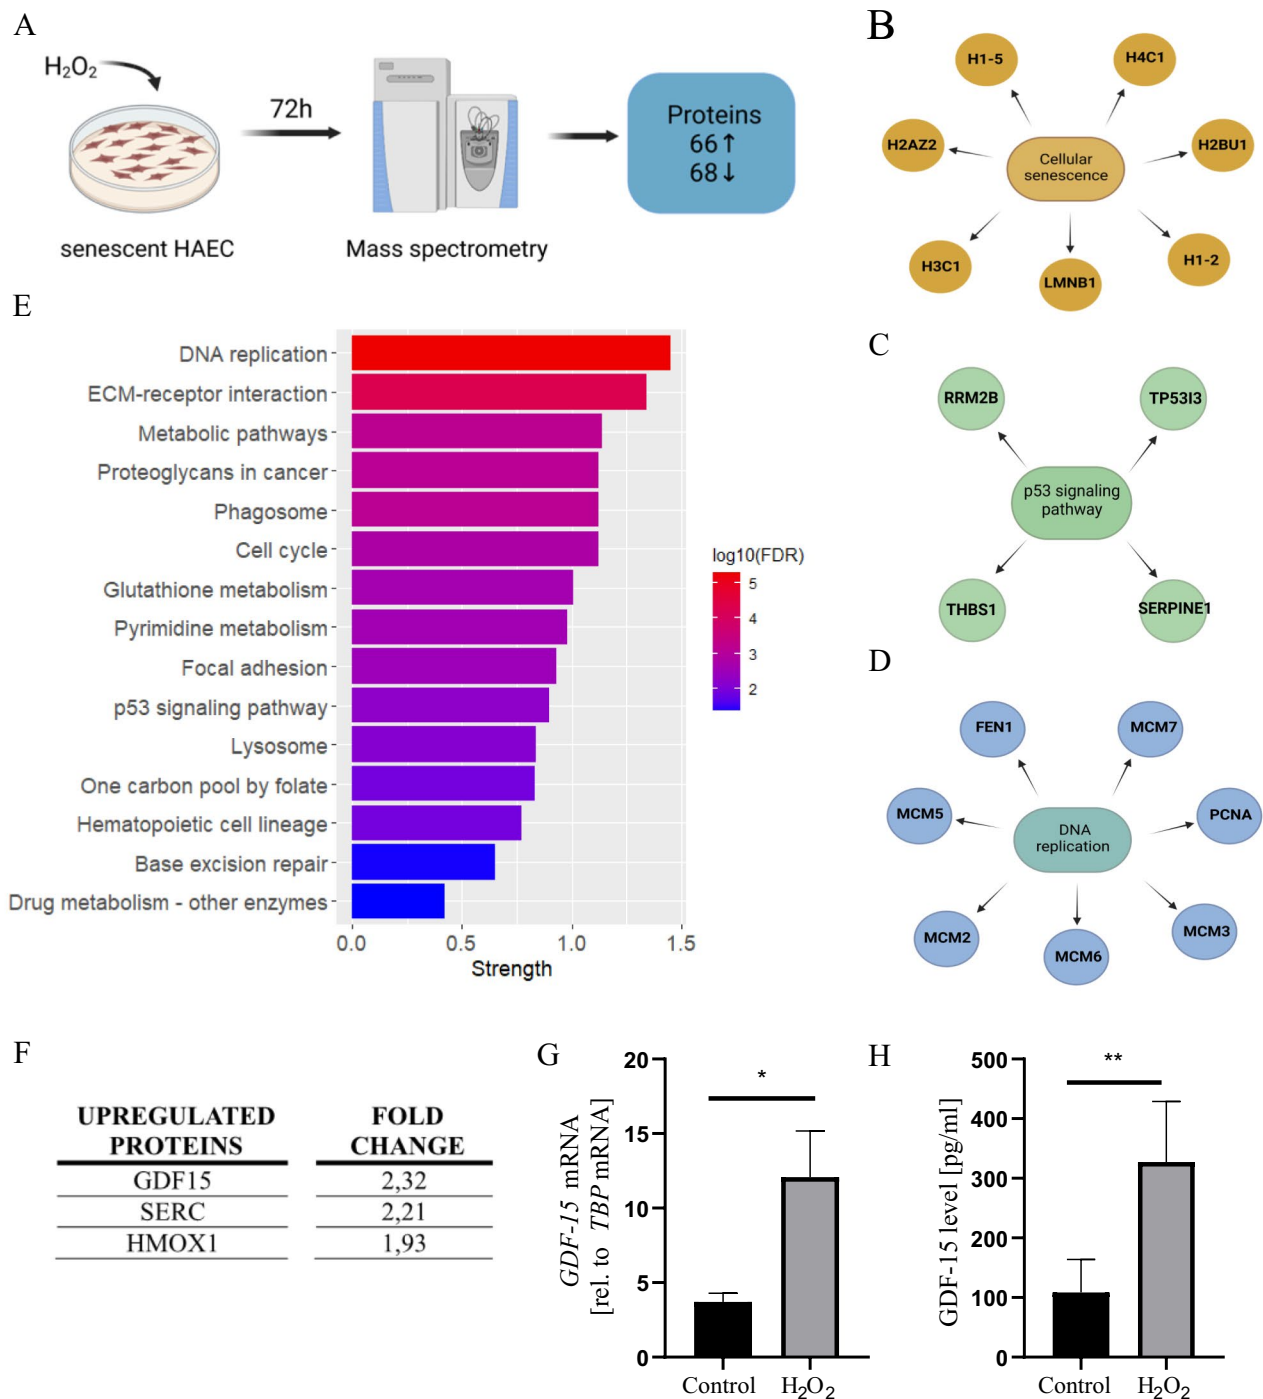 A
H₂O₂
72h
Proteins
66↑
68↓
senescent HAEC
Mass spectrometry
B
H1-5
H4C1
H2AZ2
Cellular
senescence
H2BU1
H3C1
LMNB1
H1-2
C
RRM2B
TP53I3
p53 signaling
pathway
THBS1
SERPINE1
D
FEN1
MCM7
MCM5
DNA
replication
PCNA
MCM2
MCM6
MCM3
E
DNA replication
ECM-receptor interaction
Metabolic pathways
Proteoglycans in cancer
Phagosome
Cell cycle
Glutathione metabolism
Pyrimidine metabolism
Focal adhesion
p53 signaling pathway
Lysosome
One carbon pool by folate
Hematopoietic cell lineage
Base excision repair
Drug metabolism - other enzymes
0.0 0.5 1.0 1.5
Strength
log10(FDR)
5
4
3
2
F
UPREGULATED PROTEINS FOLD CHANGE
GDF15 2,32
SERC 2,21
HMOX1 1,93
G
GDF-15 mRNA
[rel. to TBP mRNA]
20
15
10
5
0
*
Control H₂O₂
H
GDF-15 level [pg/ml]
500
400
300
200
100
0
**
Control H₂O₂